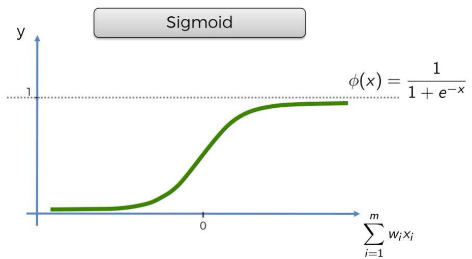 Sigmoid
y
ϕ(x) = 1 / (1 + e^{-x})
1
0
m
∑ w_i x_i
i=1